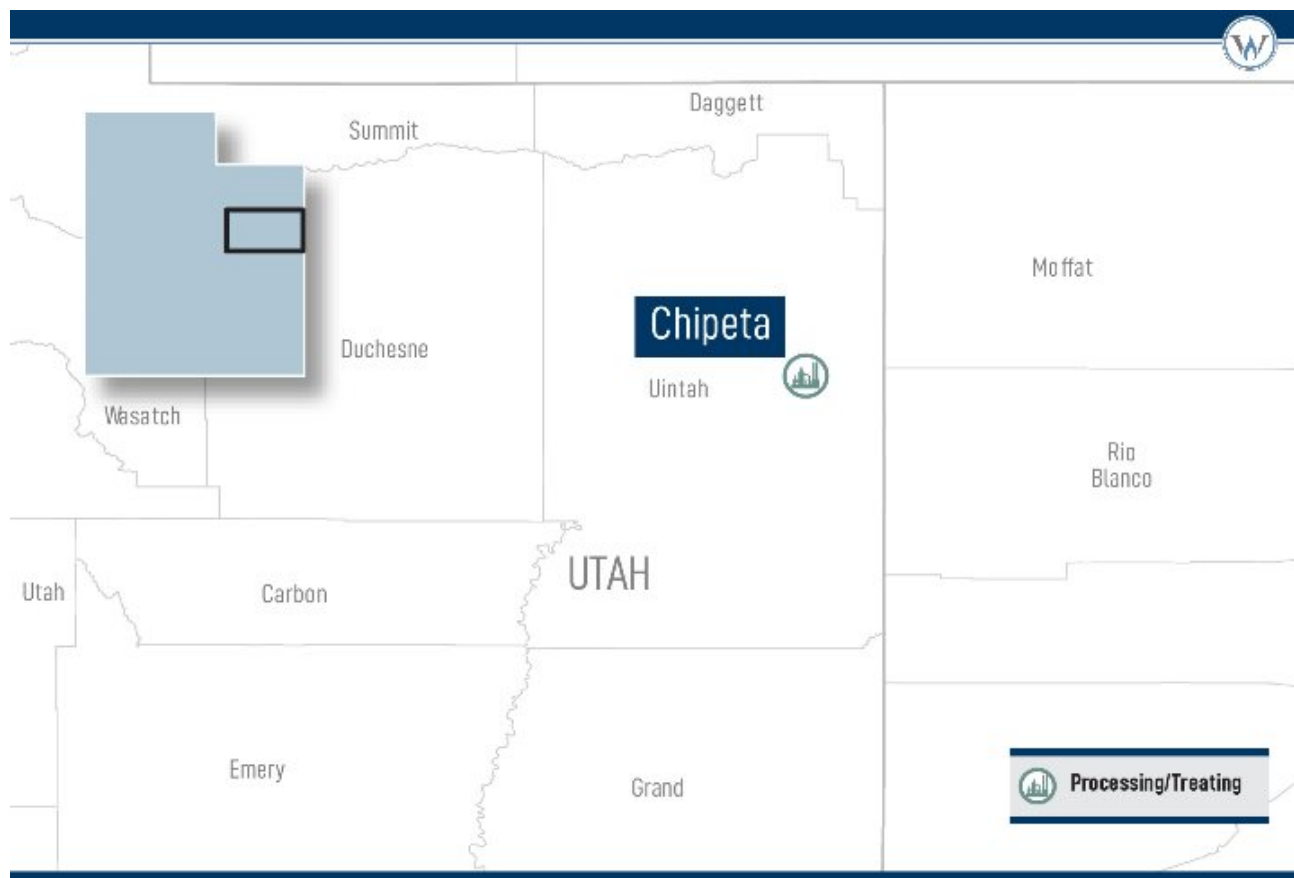 W
Daggett
Summit
Moffat
Chipeta
Duchesne
Uintah
Wasatch
Rio
Blanco
UTAH
Utah
Carbon
Emery
Grand
Processing/Treating